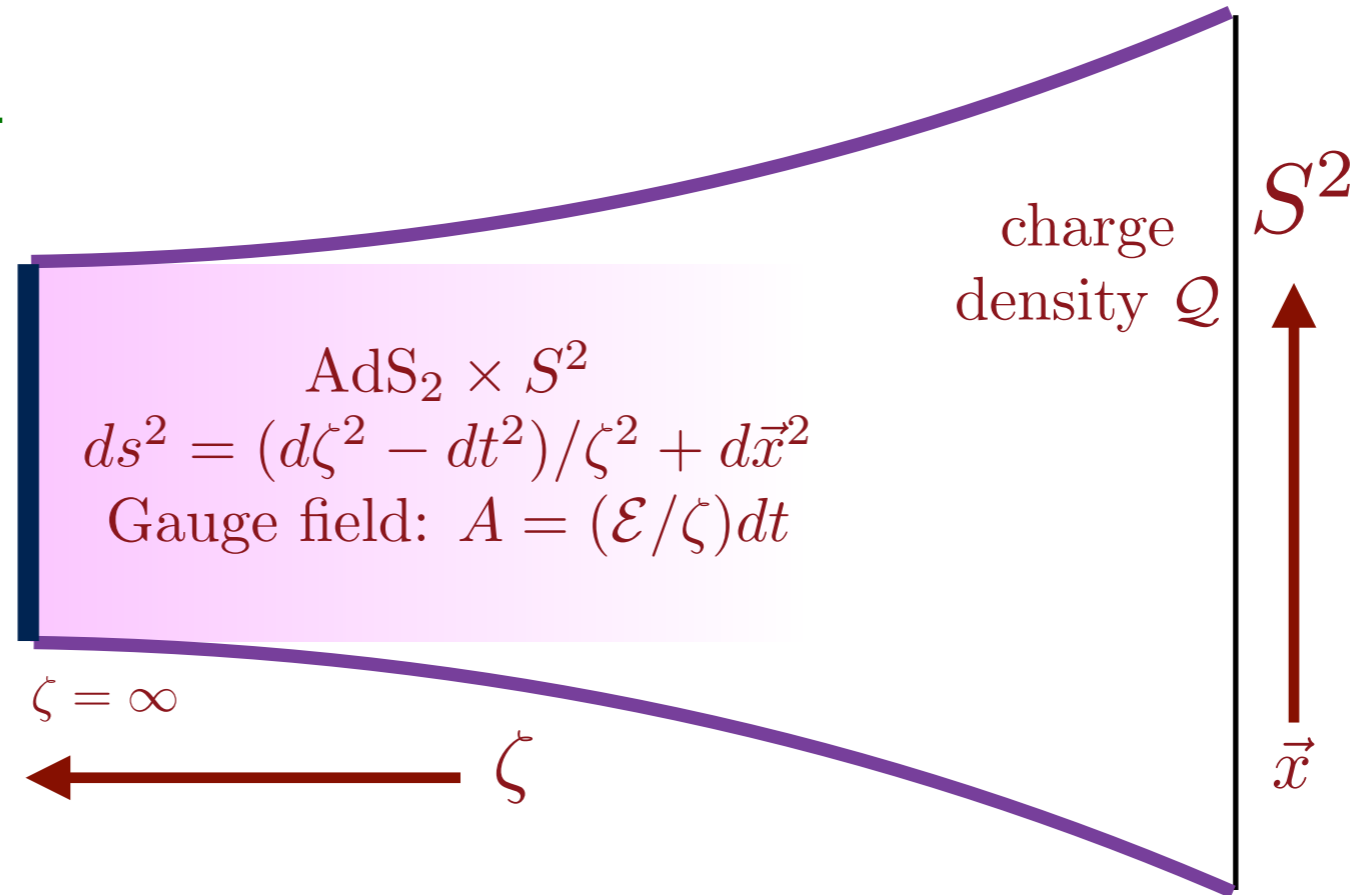 S²
charge
density 𝒬
AdS₂ × S²
ds² = (dζ² − dt²)/ζ² + dx⃗²
Gauge field: A = (ℰ/ζ)dt
ζ = ∞
ζ
x⃗